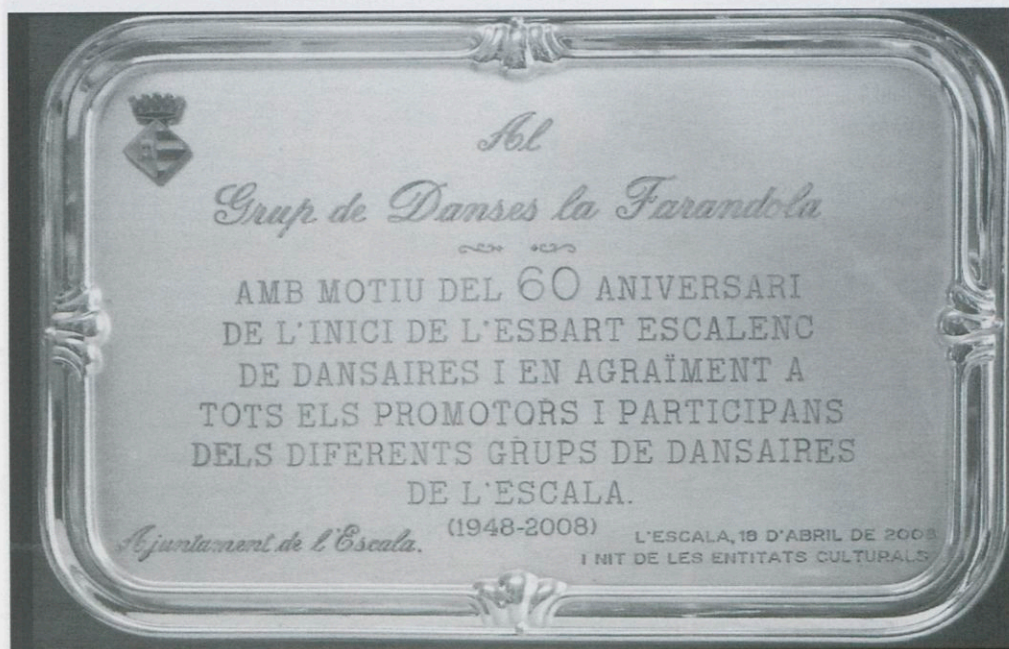 Al
Grup de Danses la Farandola
AMB MOTIU DEL 60 ANIVERSARI
DE L'INICI DE L'ESBART ESCALENC
DE DANSAIRES I EN AGRAÏMENT A
TOTS ELS PROMOTORS I PARTICIPANS
DELS DIFERENTS GRUPS DE DANSAIRES
DE L'ESCALA.
(1948-2008)
Ajuntament de l'Escala.
L'ESCALA, 18 D'ABRIL DE 2008
I NIT DE LES ENTITATS CULTURALS